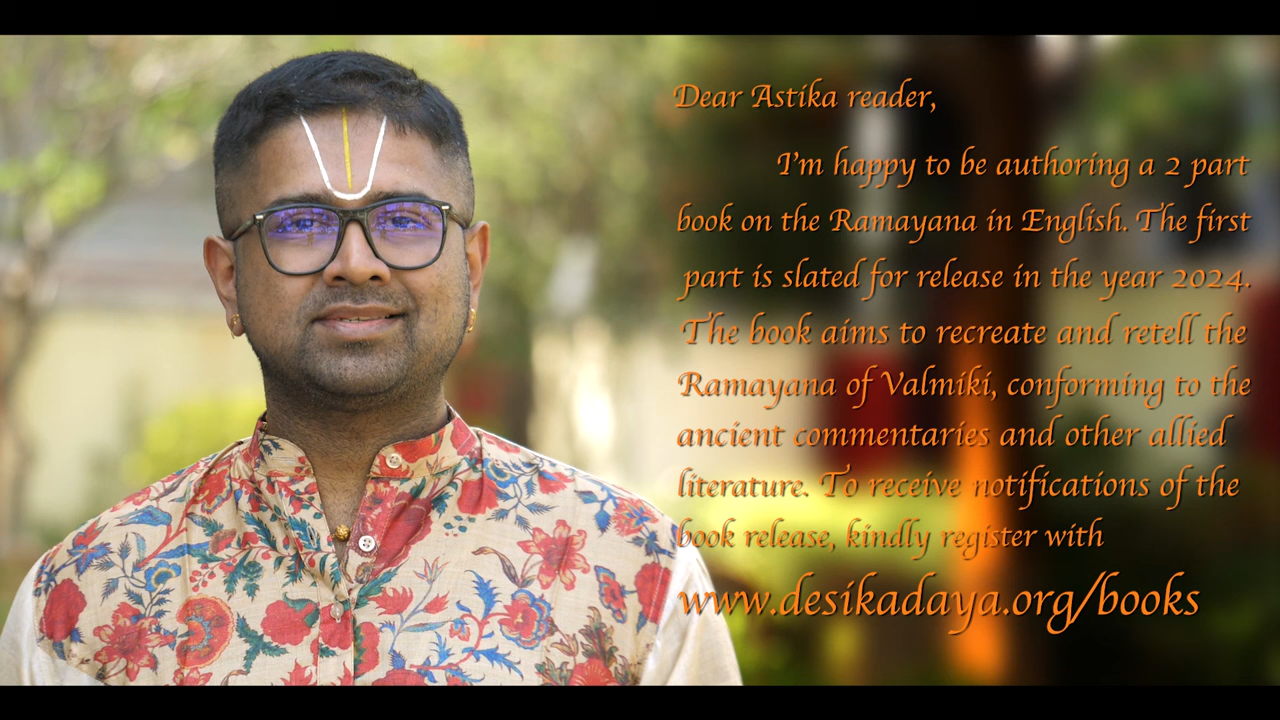 Dear Astika reader,
I'm happy to be authoring a 2 part
book on the Ramayana in English. The first
part is slated for release in the year 2024.
The book aims to recreate and retell the
Ramayana of Valmiki, conforming to the
ancient commentaries and other allied
literature. To receive notifications of the
book release, kindly register with
www.desikadaya.org/books